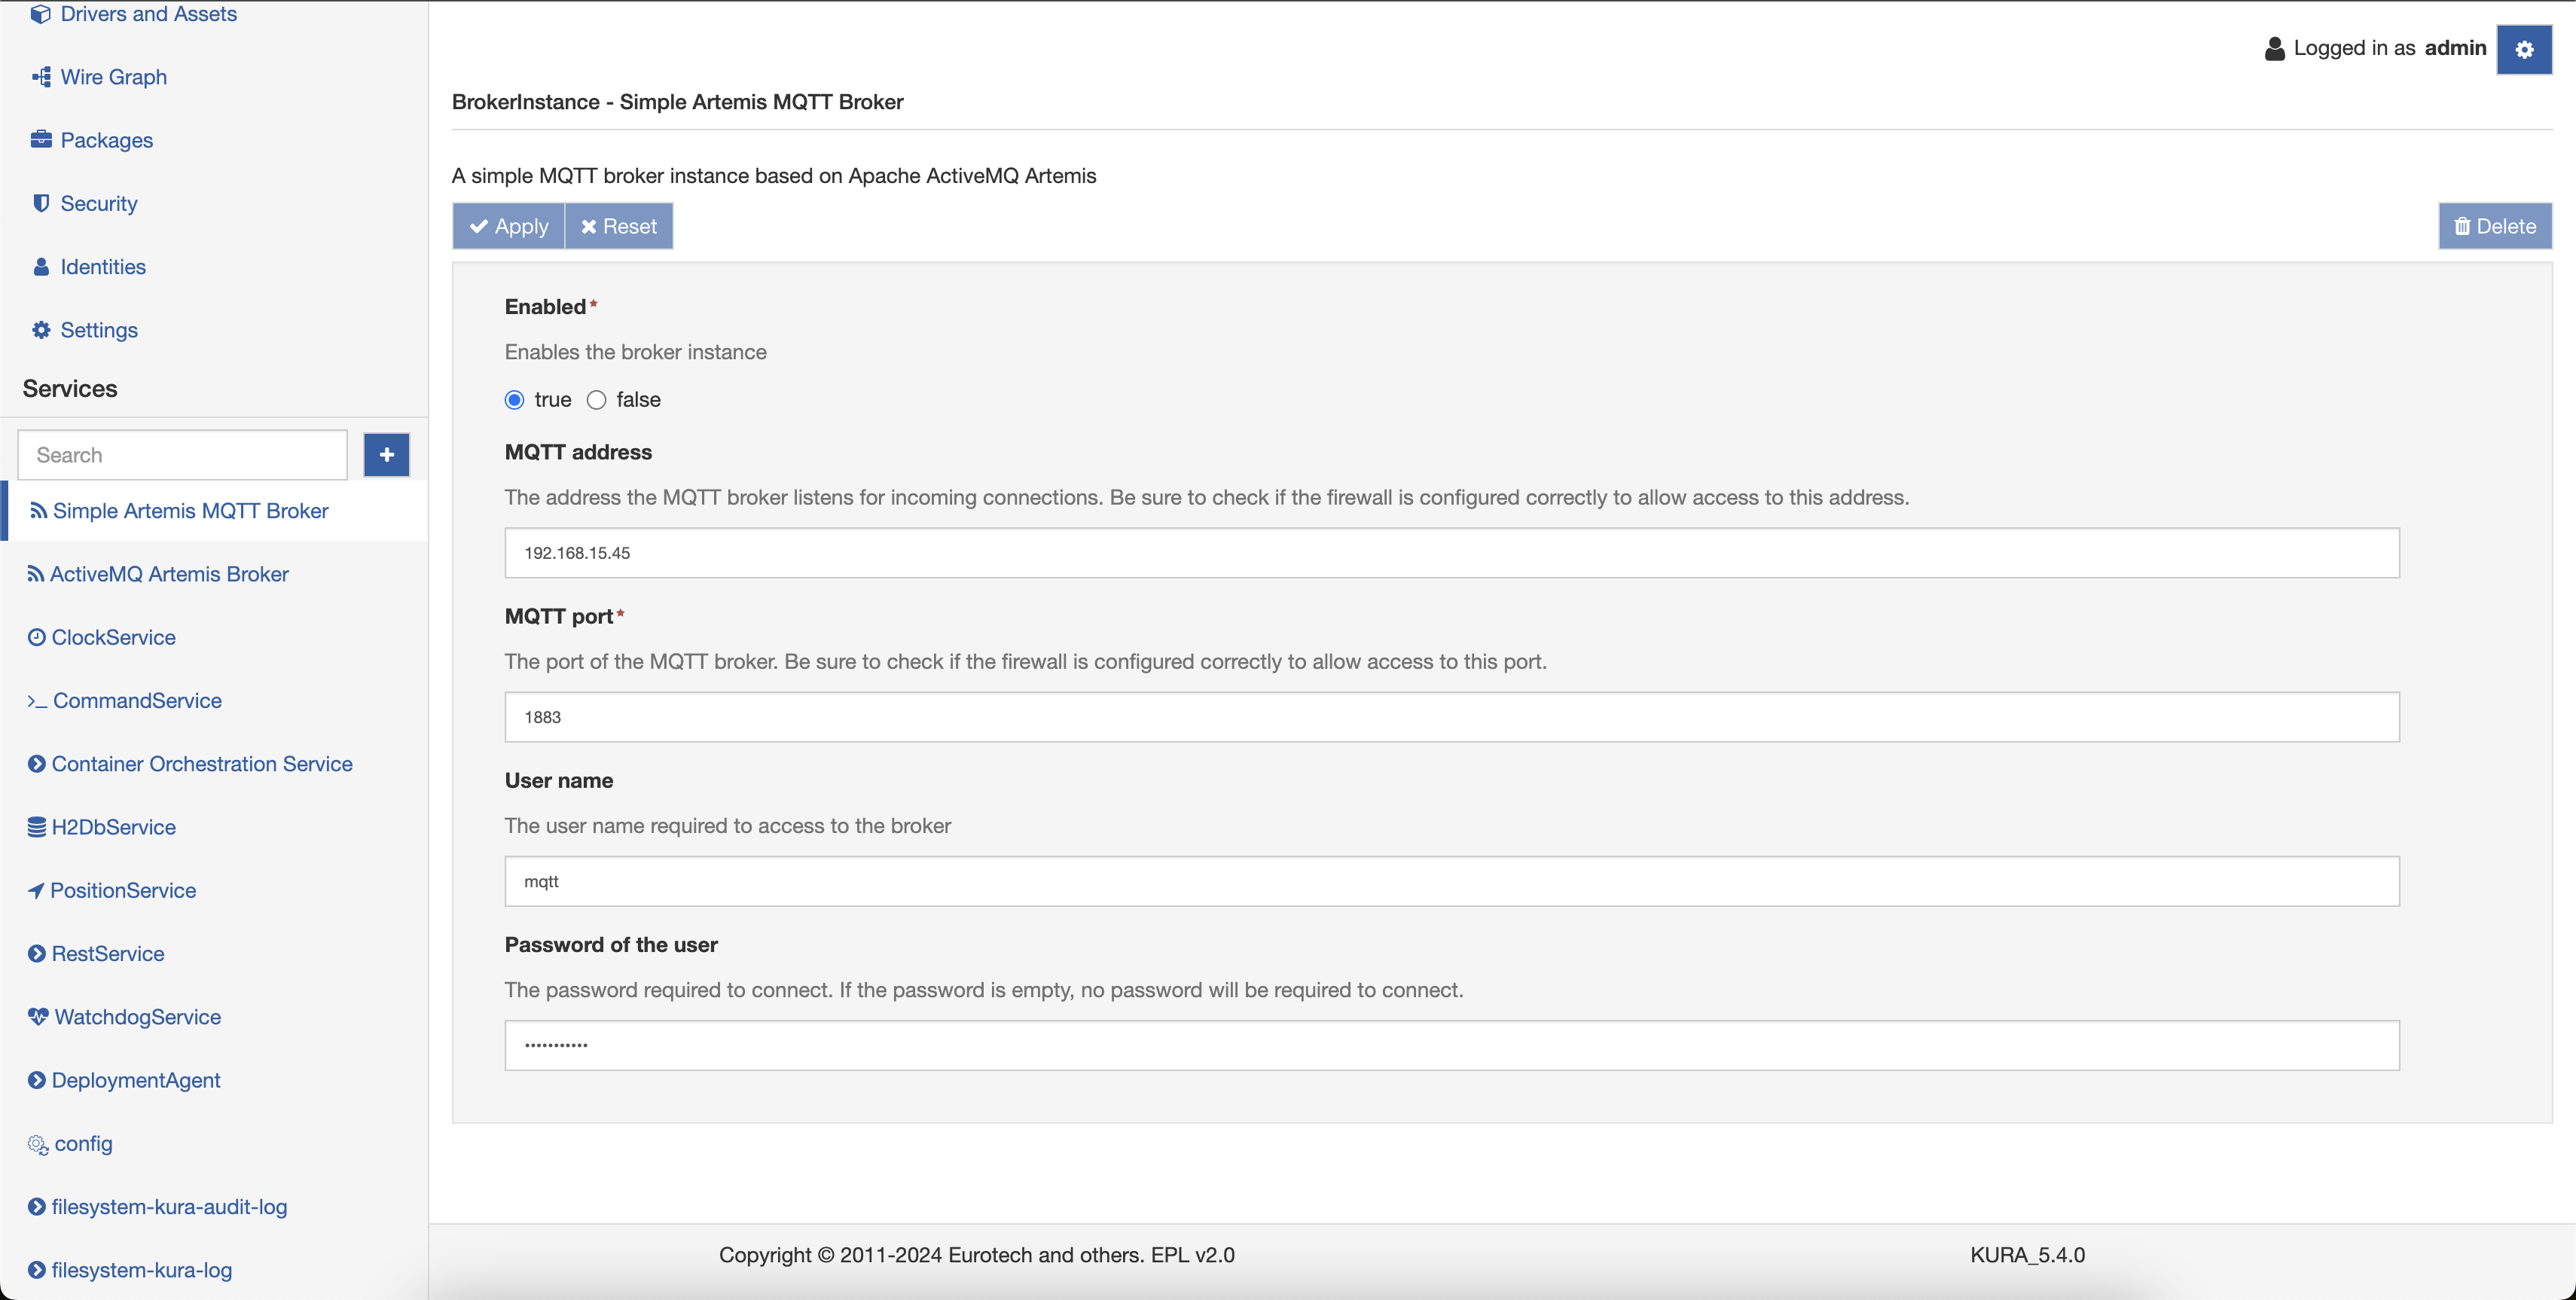 Drivers and Assets
Wire Graph
Packages
Security
Identities
Settings
Services
Search
Simple Artemis MQTT Broker
ActiveMQ Artemis Broker
ClockService
CommandService
Container Orchestration Service
H2DbService
PositionService
RestService
WatchdogService
DeploymentAgent
config
filesystem-kura-audit-log
filesystem-kura-log
Logged in as admin
BrokerInstance - Simple Artemis MQTT Broker
A simple MQTT broker instance based on Apache ActiveMQ Artemis
Apply Reset Delete
Enabled*
Enables the broker instance
true false
MQTT address
The address the MQTT broker listens for incoming connections. Be sure to check if the firewall is configured correctly to allow access to this address.
192.168.15.45
MQTT port*
The port of the MQTT broker. Be sure to check if the firewall is configured correctly to allow access to this port.
1883
User name
The user name required to access to the broker
mqtt
Password of the user
The password required to connect. If the password is empty, no password will be required to connect.
•••••••••••
Copyright © 2011-2024 Eurotech and others. EPL v2.0 KURA_5.4.0